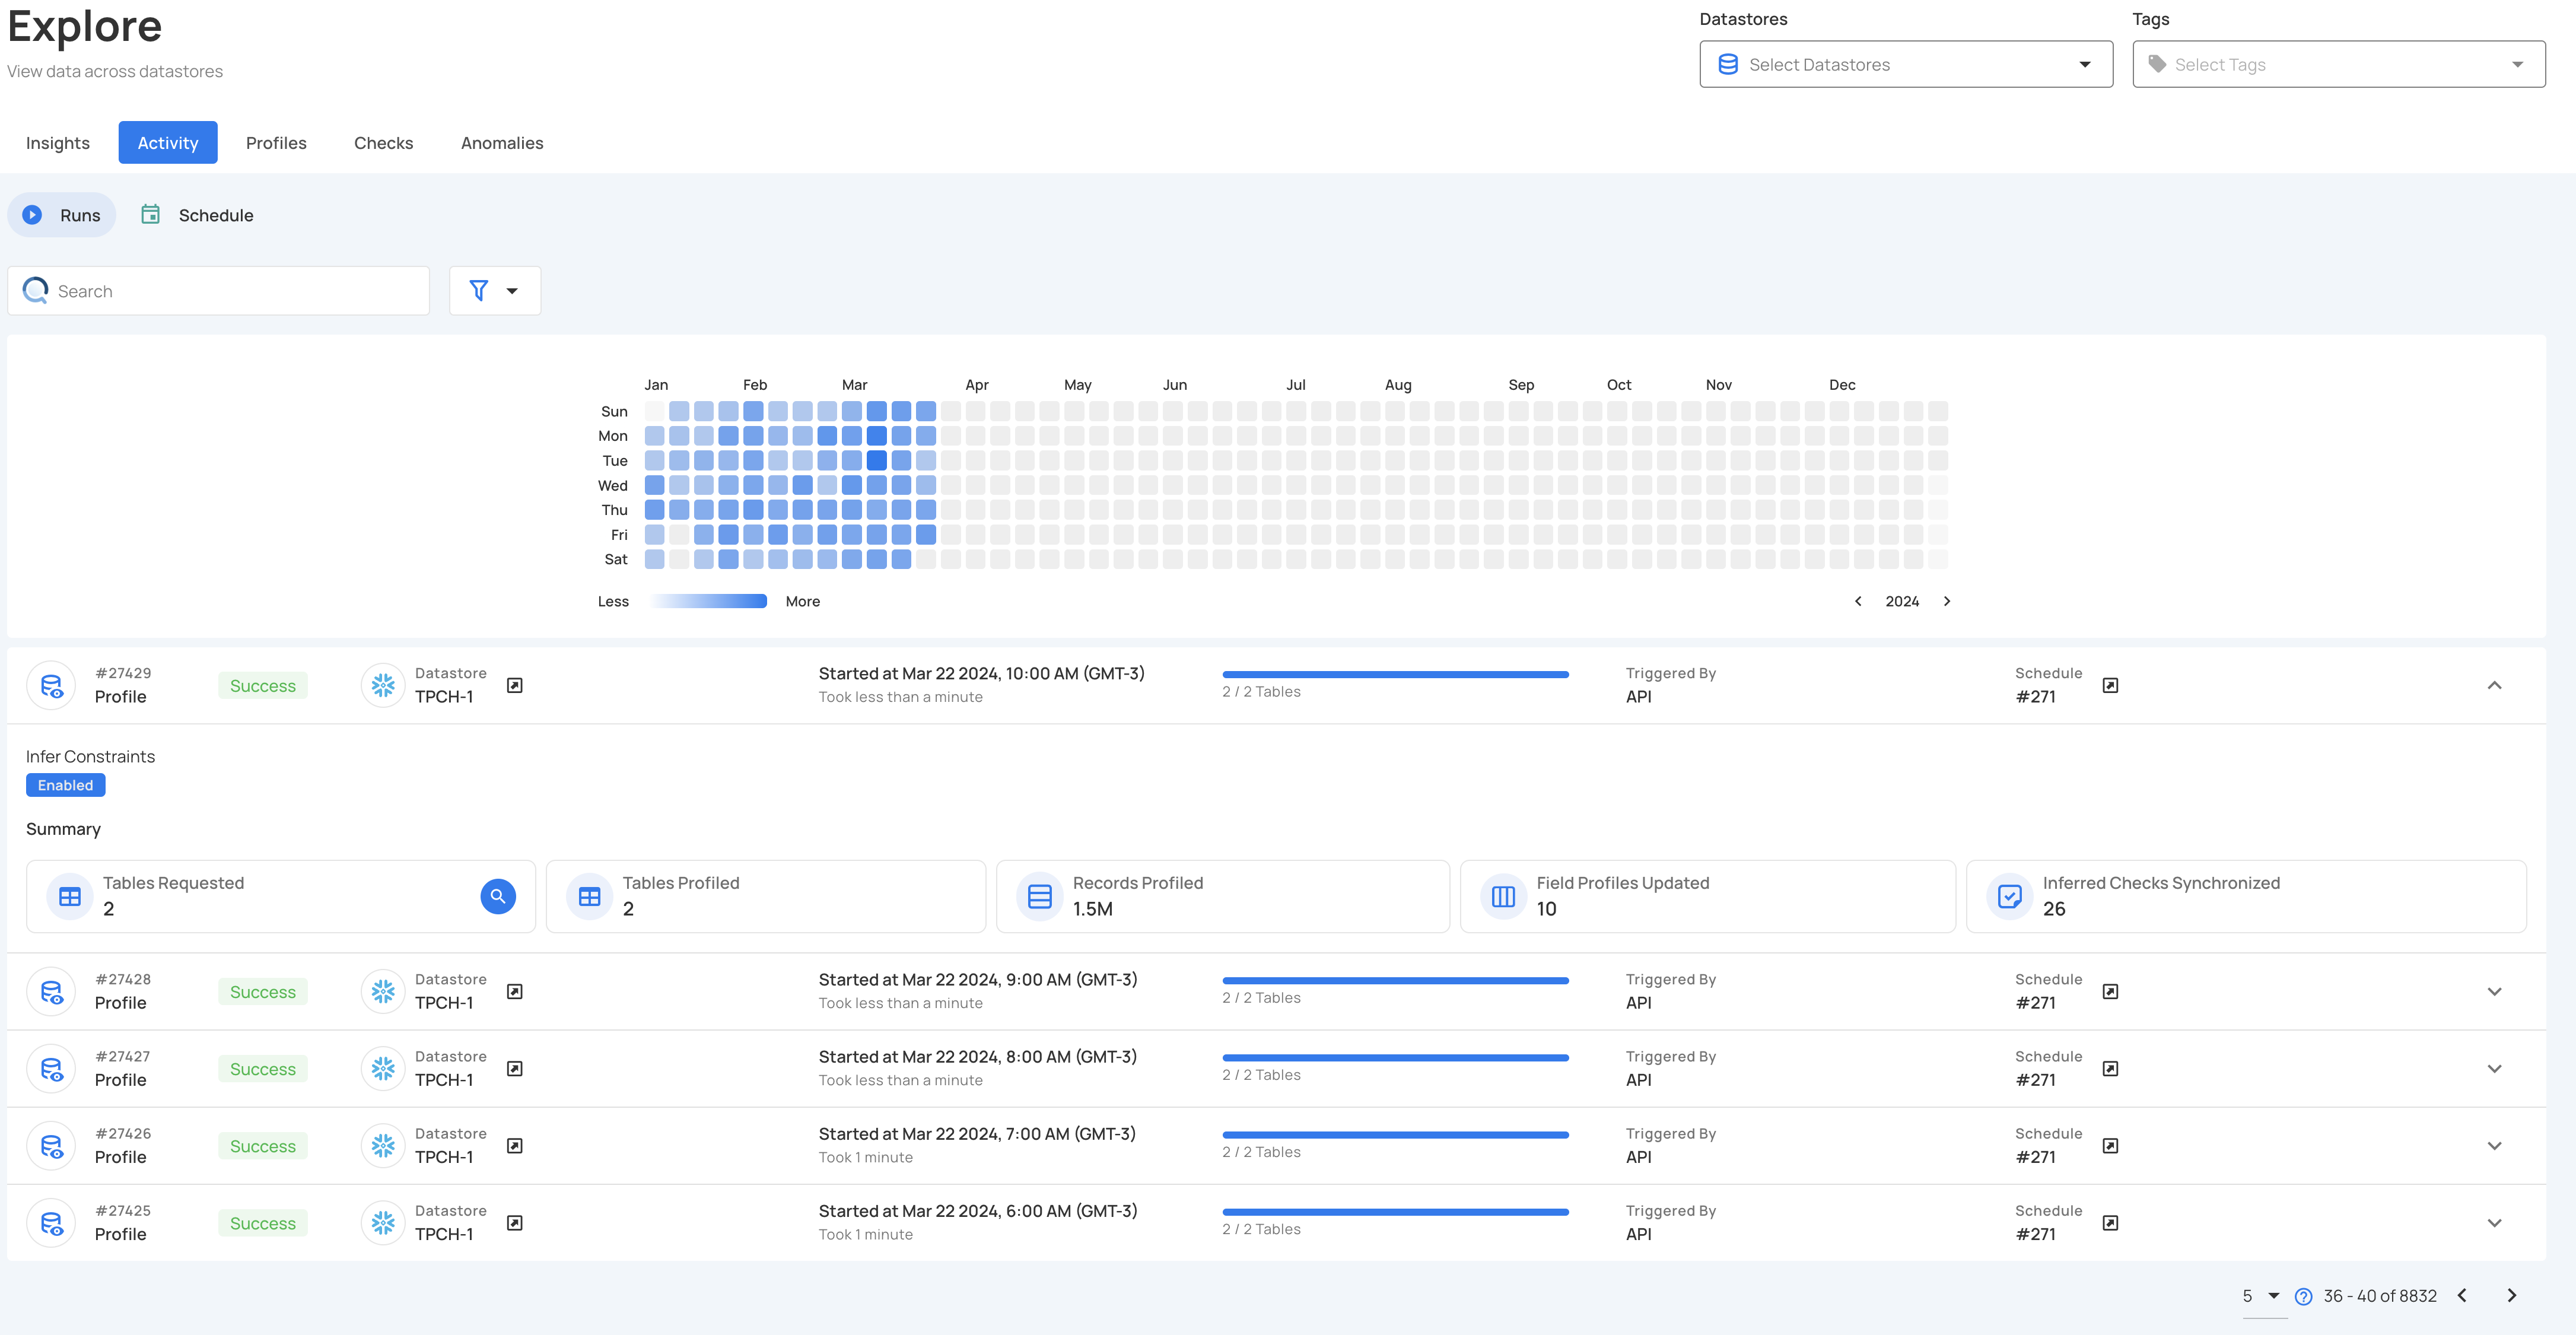 Explore
View data across datastores
Datastores
Select Datastores
Tags
Select Tags
Insights Activity Profiles Checks Anomalies
Runs Schedule
Search
Jan Feb Mar Apr May Jun Jul Aug Sep Oct Nov Dec
Sun
Mon
Tue
Wed
Thu
Fri
Sat
Less More 2024
#27429
Profile
Success
Datastore
TPCH-1
Started at Mar 22 2024, 10:00 AM (GMT-3)
Took less than a minute
2 / 2 Tables
Triggered By
API
Schedule
#271
Infer Constraints
Enabled
Summary
Tables Requested
2
Tables Profiled
2
Records Profiled
1.5M
Field Profiles Updated
10
Inferred Checks Synchronized
26
#27428
Profile
Success
Datastore
TPCH-1
Started at Mar 22 2024, 9:00 AM (GMT-3)
Took less than a minute
2 / 2 Tables
Triggered By
API
Schedule
#271
#27427
Profile
Success
Datastore
TPCH-1
Started at Mar 22 2024, 8:00 AM (GMT-3)
Took less than a minute
2 / 2 Tables
Triggered By
API
Schedule
#271
#27426
Profile
Success
Datastore
TPCH-1
Started at Mar 22 2024, 7:00 AM (GMT-3)
Took 1 minute
2 / 2 Tables
Triggered By
API
Schedule
#271
#27425
Profile
Success
Datastore
TPCH-1
Started at Mar 22 2024, 6:00 AM (GMT-3)
Took 1 minute
2 / 2 Tables
Triggered By
API
Schedule
#271
5 ? 36 - 40 of 8832